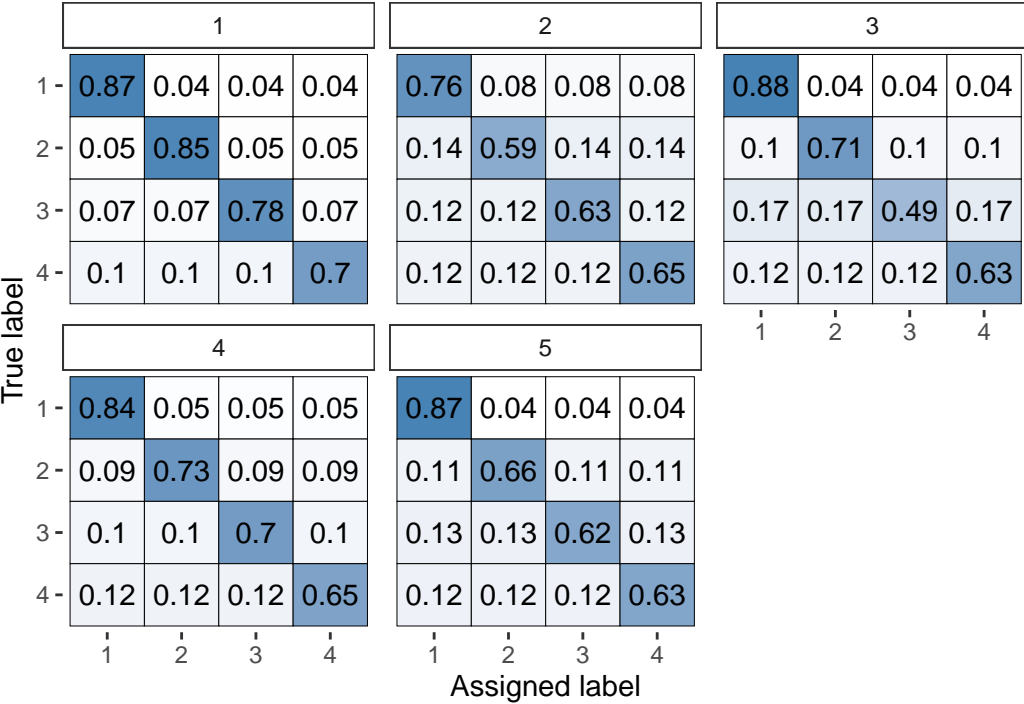 1 2 3
1 0.87 0.04 0.04 0.04 0.76 0.08 0.08 0.08 0.88 0.04 0.04 0.04
2 0.05 0.85 0.05 0.05 0.14 0.59 0.14 0.14 0.1 0.71 0.1 0.1
3 0.07 0.07 0.78 0.07 0.12 0.12 0.63 0.12 0.17 0.17 0.49 0.17
4 0.1 0.1 0.1 0.7 0.12 0.12 0.12 0.65 0.12 0.12 0.12 0.63
1 2 3 4
True label
4 5
1 0.84 0.05 0.05 0.05 0.87 0.04 0.04 0.04
2 0.09 0.73 0.09 0.09 0.11 0.66 0.11 0.11
3 0.1 0.1 0.7 0.1 0.13 0.13 0.62 0.13
4 0.12 0.12 0.12 0.65 0.12 0.12 0.12 0.63
1 2 3 4 1 2 3 4
Assigned label